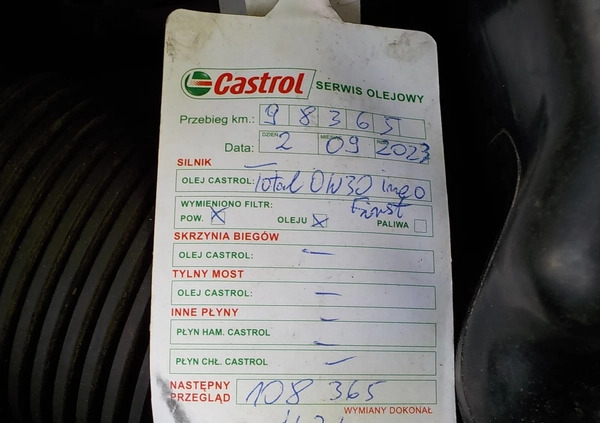 Castrol SERWIS OLEJOWY
Przebieg km.: 98365
DZIEŃ MIESIĄC
Data: 2 09 2023
SILNIK
OLEJ CASTROL: Total 0W30 ineo
First
WYMIENIONO FILTR:
POW. OLEJU PALIWA
SKRZYNIA BIEGÓW
OLEJ CASTROL:
TYLNY MOST
OLEJ CASTROL:
INNE PŁYNY
PŁYN HAM. CASTROL
PŁYN CHŁ. CASTROL
NASTĘPNY
PRZEGLĄD 108 365
WYMIANY DOKONAŁ